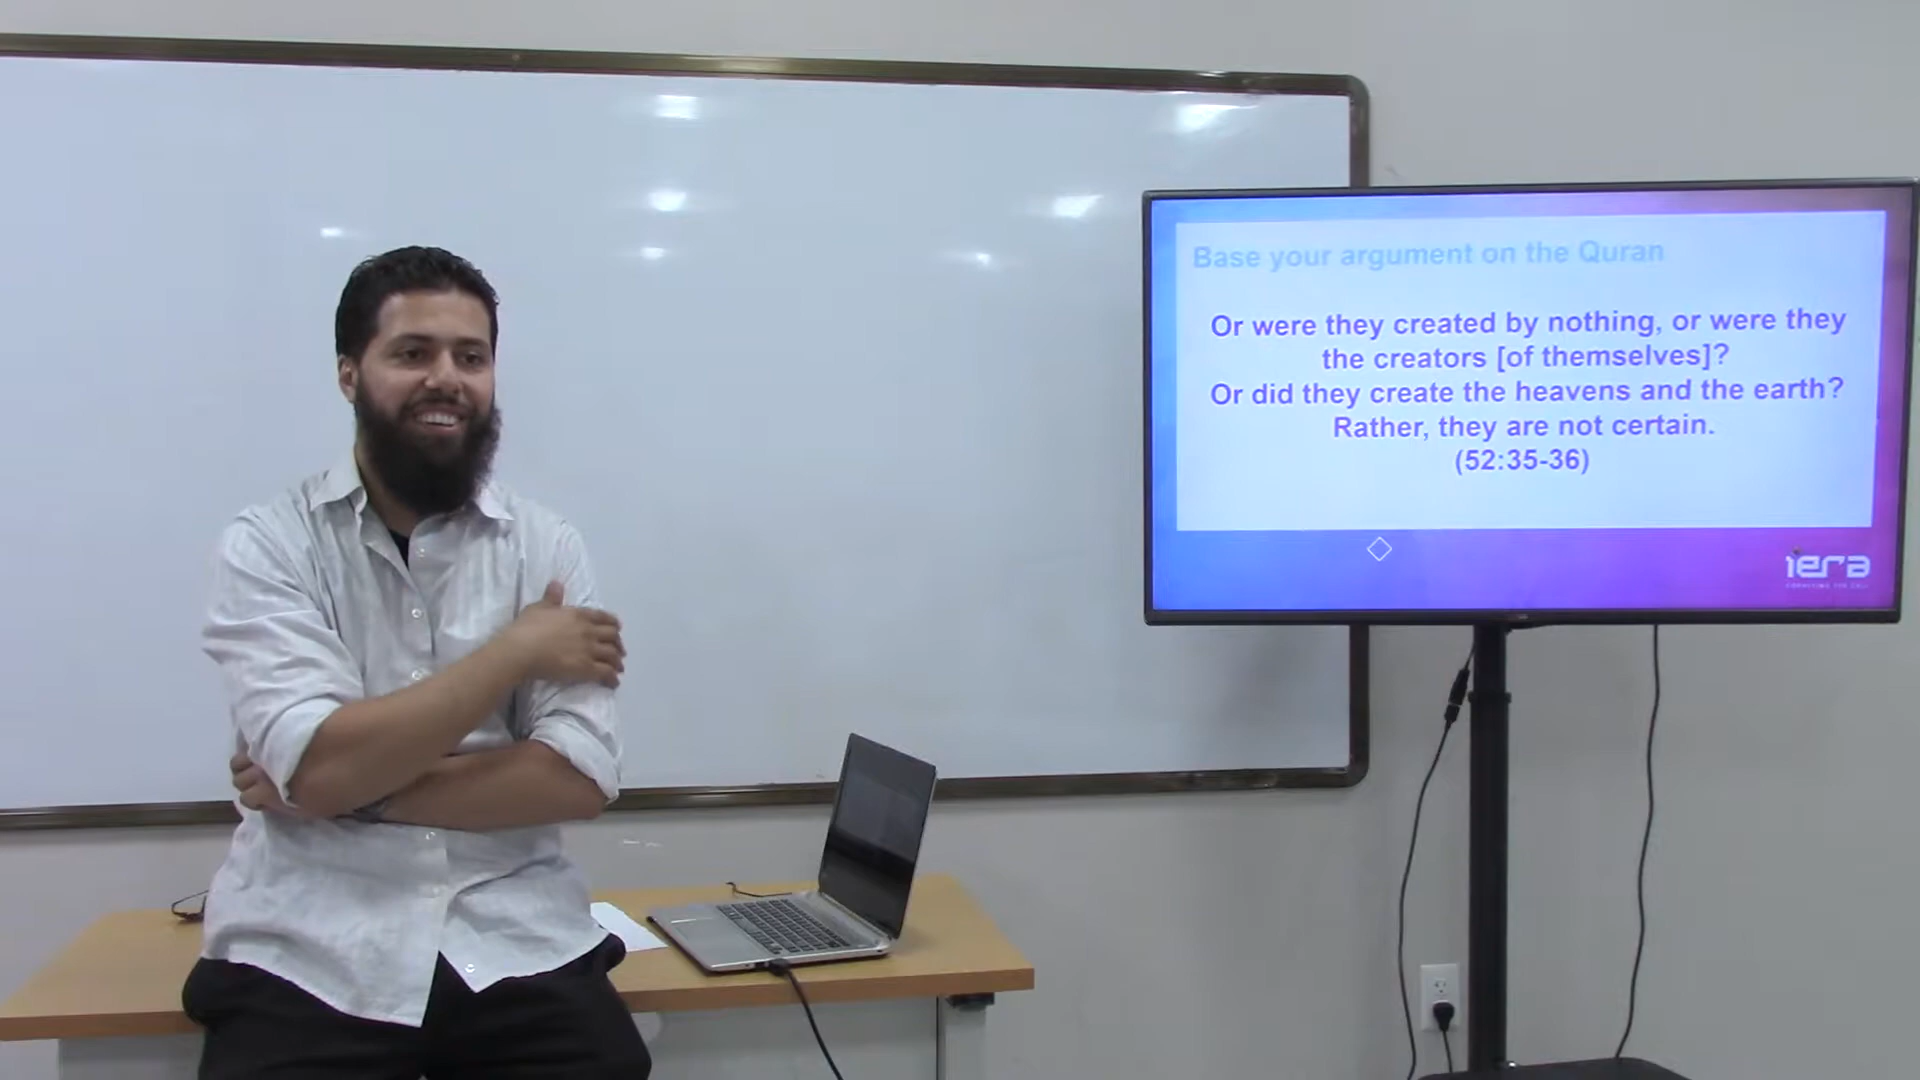 Base your argument on the Quran
Or were they created by nothing, or were they
the creators [of themselves]?
Or did they create the heavens and the earth?
Rather, they are not certain.
(52:35-36)
iera